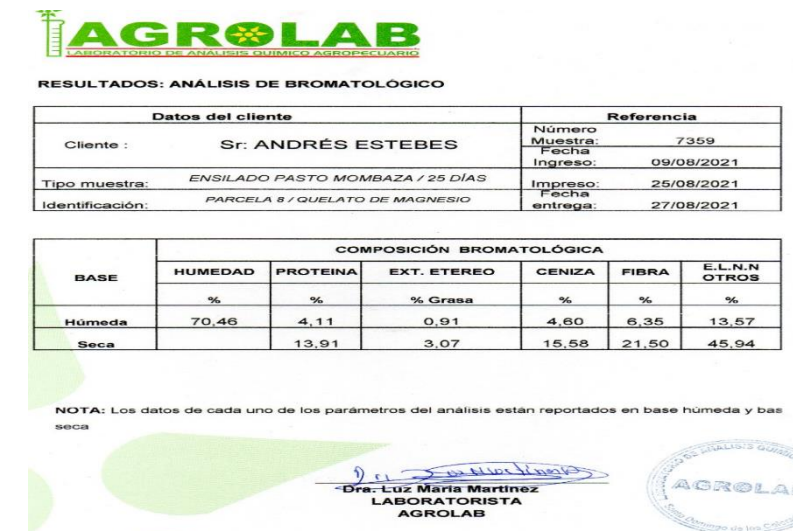 AGROLAB
LABORATORIO DE ANÁLISIS QUÍMICO AGROPECUARIO
RESULTADOS: ANÁLISIS DE BROMATOLÓGICO
Datos del cliente Referencia
Cliente : Sr: ANDRÉS ESTEBES Número Muestra: 7359
Fecha Ingreso: 09/08/2021
Tipo muestra: ENSILADO PASTO MOMBAZA / 25 DÍAS Impreso: 25/08/2021
Identificación: PARCELA 8 / QUELATO DE MAGNESIO Fecha entrega: 27/08/2021
COMPOSICIÓN BROMATOLÓGICA
BASE HUMEDAD PROTEINA EXT. ETEREO CENIZA FIBRA E.L.N.N OTROS
% % % Grasa % % %
Húmeda 70,46 4,11 0,91 4,60 6,35 13,57
Seca 13,91 3,07 15,58 21,50 45,94
NOTA: Los datos de cada uno de los parámetros del análisis están reportados en base húmeda y bas
seca
Dra. Luz María Martínez
LABORATORISTA
AGROLAB
AGROLA